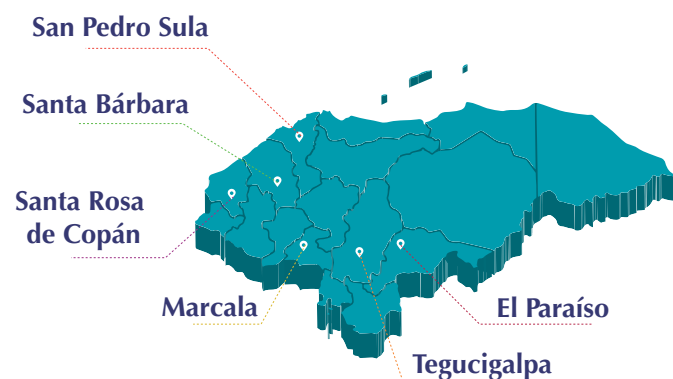 San Pedro Sula
Santa Bárbara
Santa Rosa
de Copán
Marcala
El Paraíso
Tegucigalpa